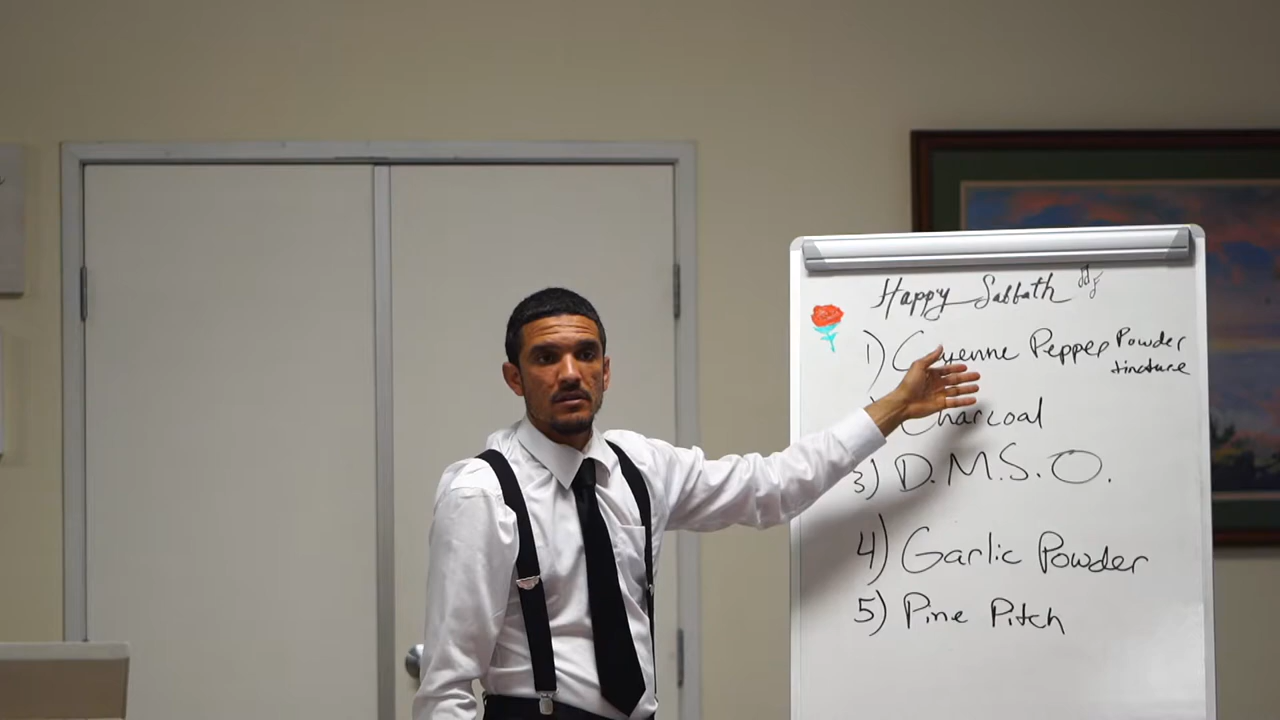 Happy Sabbath
1) Cayenne Pepper Powder
tincture
Charcoal
3) D.M.S.O.
4) Garlic Powder
5) Pine Pitch